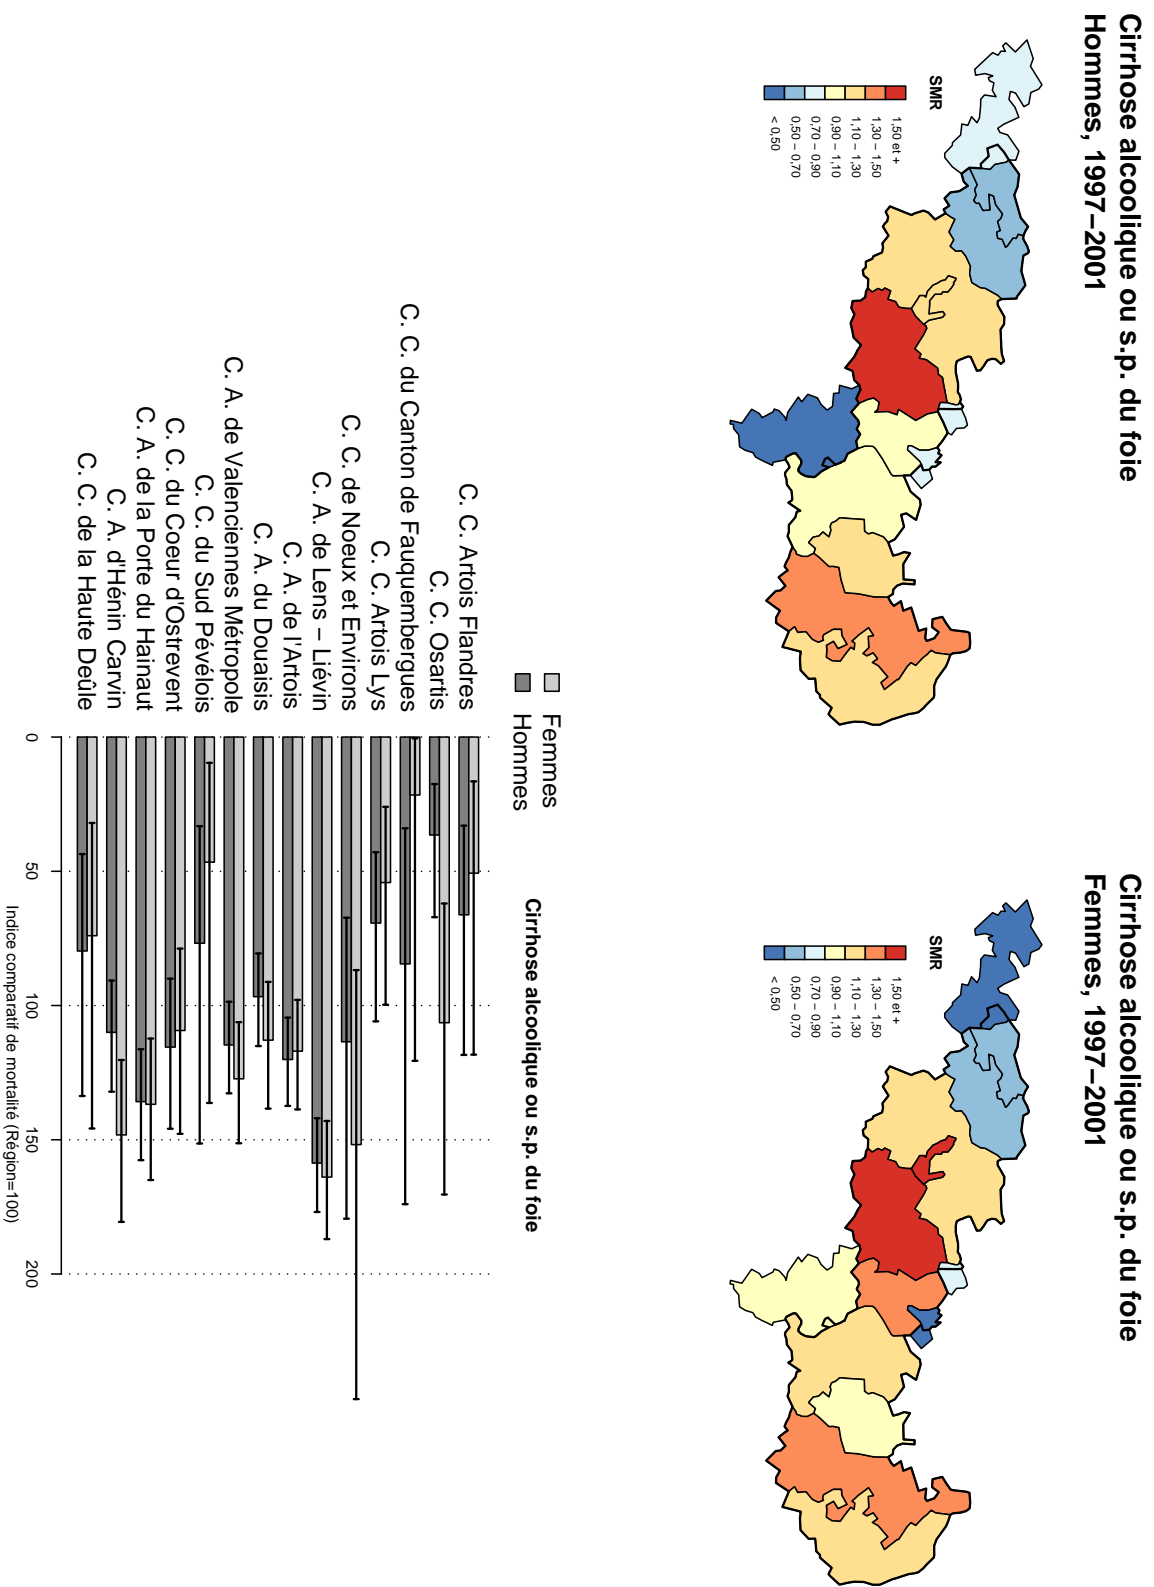 Cirrhose alcoolique ou s.p. du foie
Hommes, 1997−2001
SMR
1,50 et +
1,30 − 1,50
1,10 − 1,30
0,90 − 1,10
0,70 − 0,90
0,50 − 0,70
< 0,50
Cirrhose alcoolique ou s.p. du foie
Femmes, 1997−2001
SMR
1,50 et +
1,30 − 1,50
1,10 − 1,30
0,90 − 1,10
0,70 − 0,90
0,50 − 0,70
< 0,50
Femmes
Hommes
Cirrhose alcoolique ou s.p. du foie
C. C. Artois Flandres
C. C. Osartis
C. C. du Canton de Fauquembergues
C. C. Artois Lys
C. C. de Noeux et Environs
C. A. de Lens − Liévin
C. A. de l'Artois
C. A. du Douaisis
C. A. de Valenciennes Métropole
C. C. du Sud Pévélois
C. C. du Coeur d'Ostrevent
C. A. de la Porte du Hainaut
C. A. d'Hénin Carvin
C. C. de la Haute Deûle
0
50
100
150
200
Indice comparatif de mortalité (Région=100)